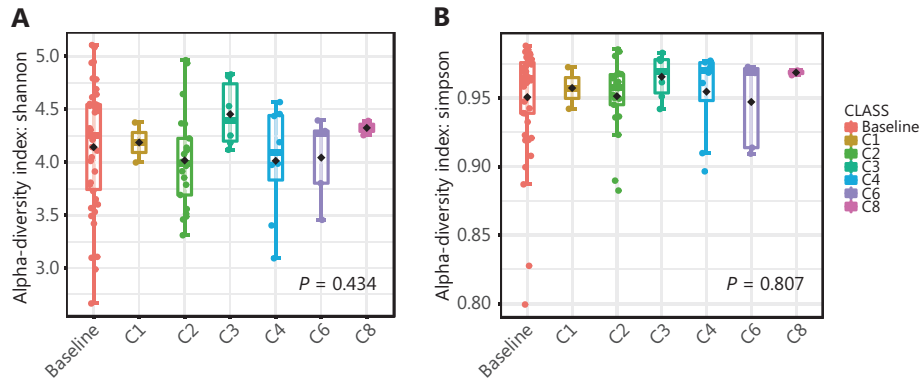 A
Alpha-diversity index: shannon
5.0
4.5
4.0
3.5
3.0
P = 0.434
Baseline
C1
C2
C3
C4
C6
C8
B
Alpha-diversity index: simpson
0.95
0.90
0.85
0.80
P = 0.807
Baseline
C1
C2
C3
C4
C6
C8
CLASS
Baseline
C1
C2
C3
C4
C6
C8